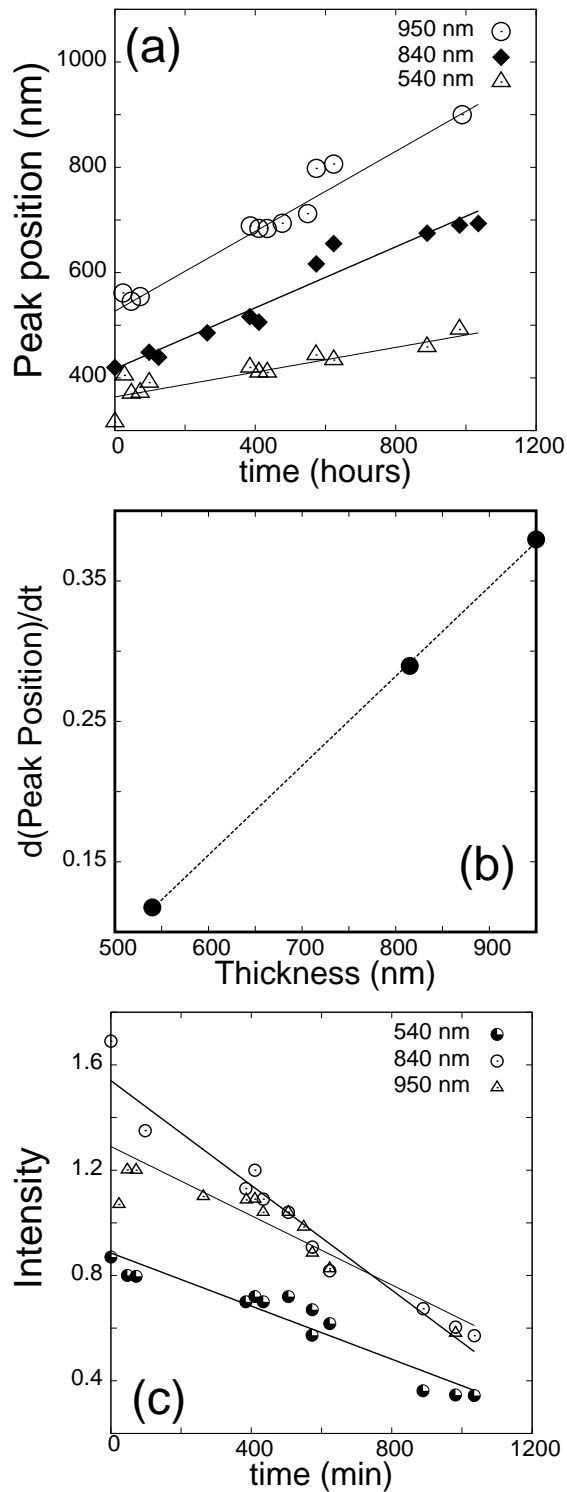 (a)
950 nm
840 nm
540 nm
1000
800
600
400
Peak position (nm)
0 400 800 1200
time (hours)
0.35
0.25
0.15
d(Peak Position)/dt
(b)
500 600 700 800 900
Thickness (nm)
540 nm
840 nm
950 nm
1.6
1.2
0.8
0.4
Intensity
(c)
0 400 800 1200
time (min)